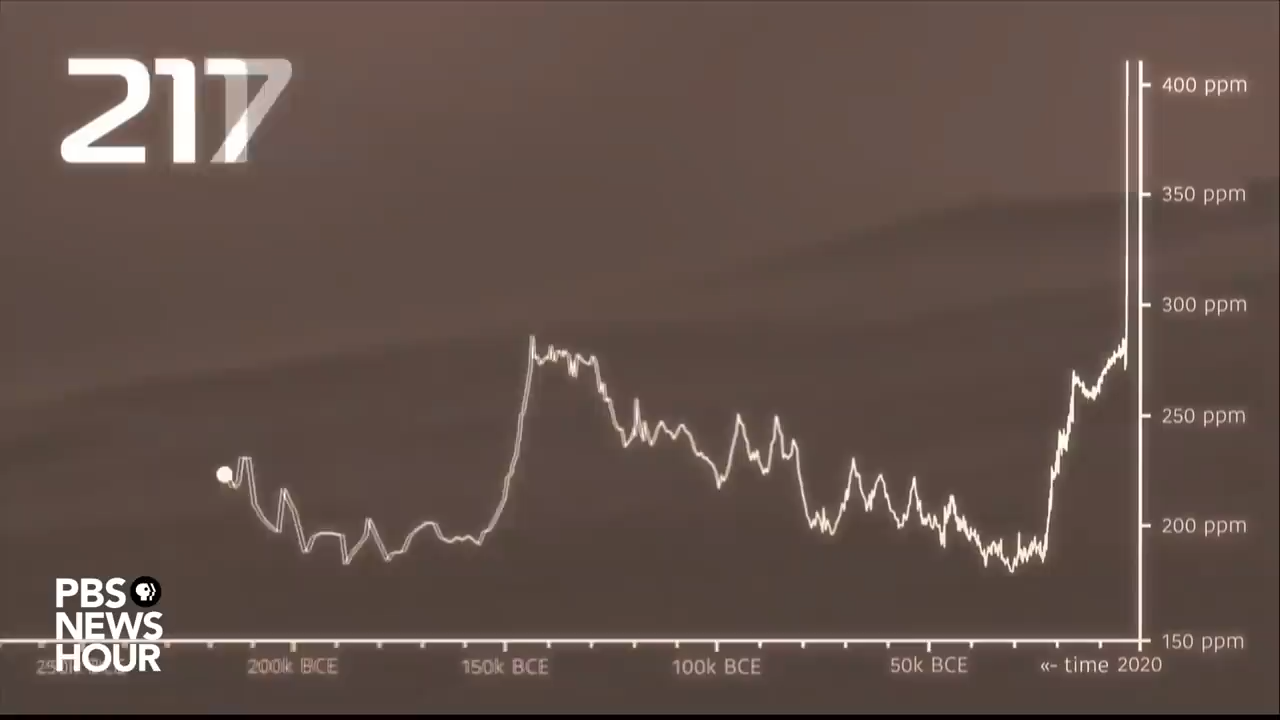 217
400 ppm
350 ppm
300 ppm
250 ppm
200 ppm
150 ppm
PBS
NEWS
HOUR
200k BCE
150k BCE
100k BCE
50k BCE
«- time 2020